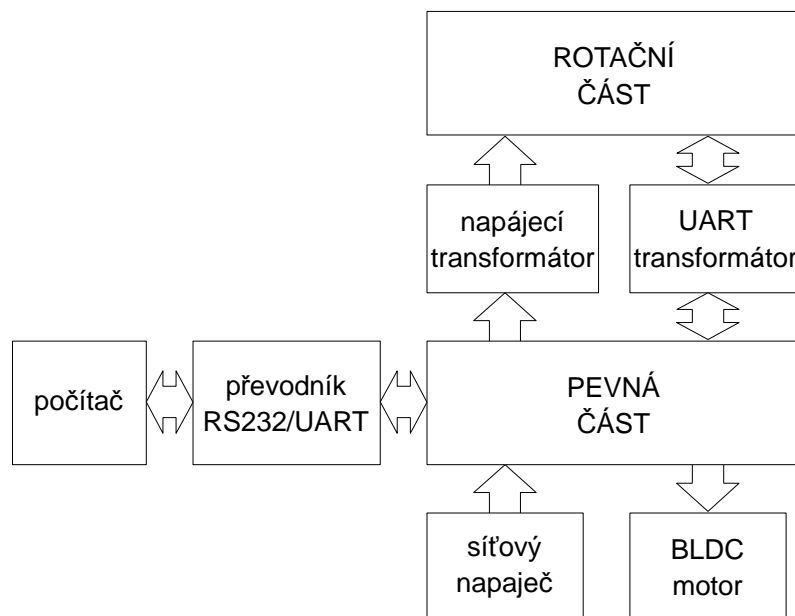 ROTAČNÍ
ČÁST
napájecí
transformátor
UART
transformátor
počítač
převodník
RS232/UART
PEVNÁ
ČÁST
síťový
napaječ
BLDC
motor